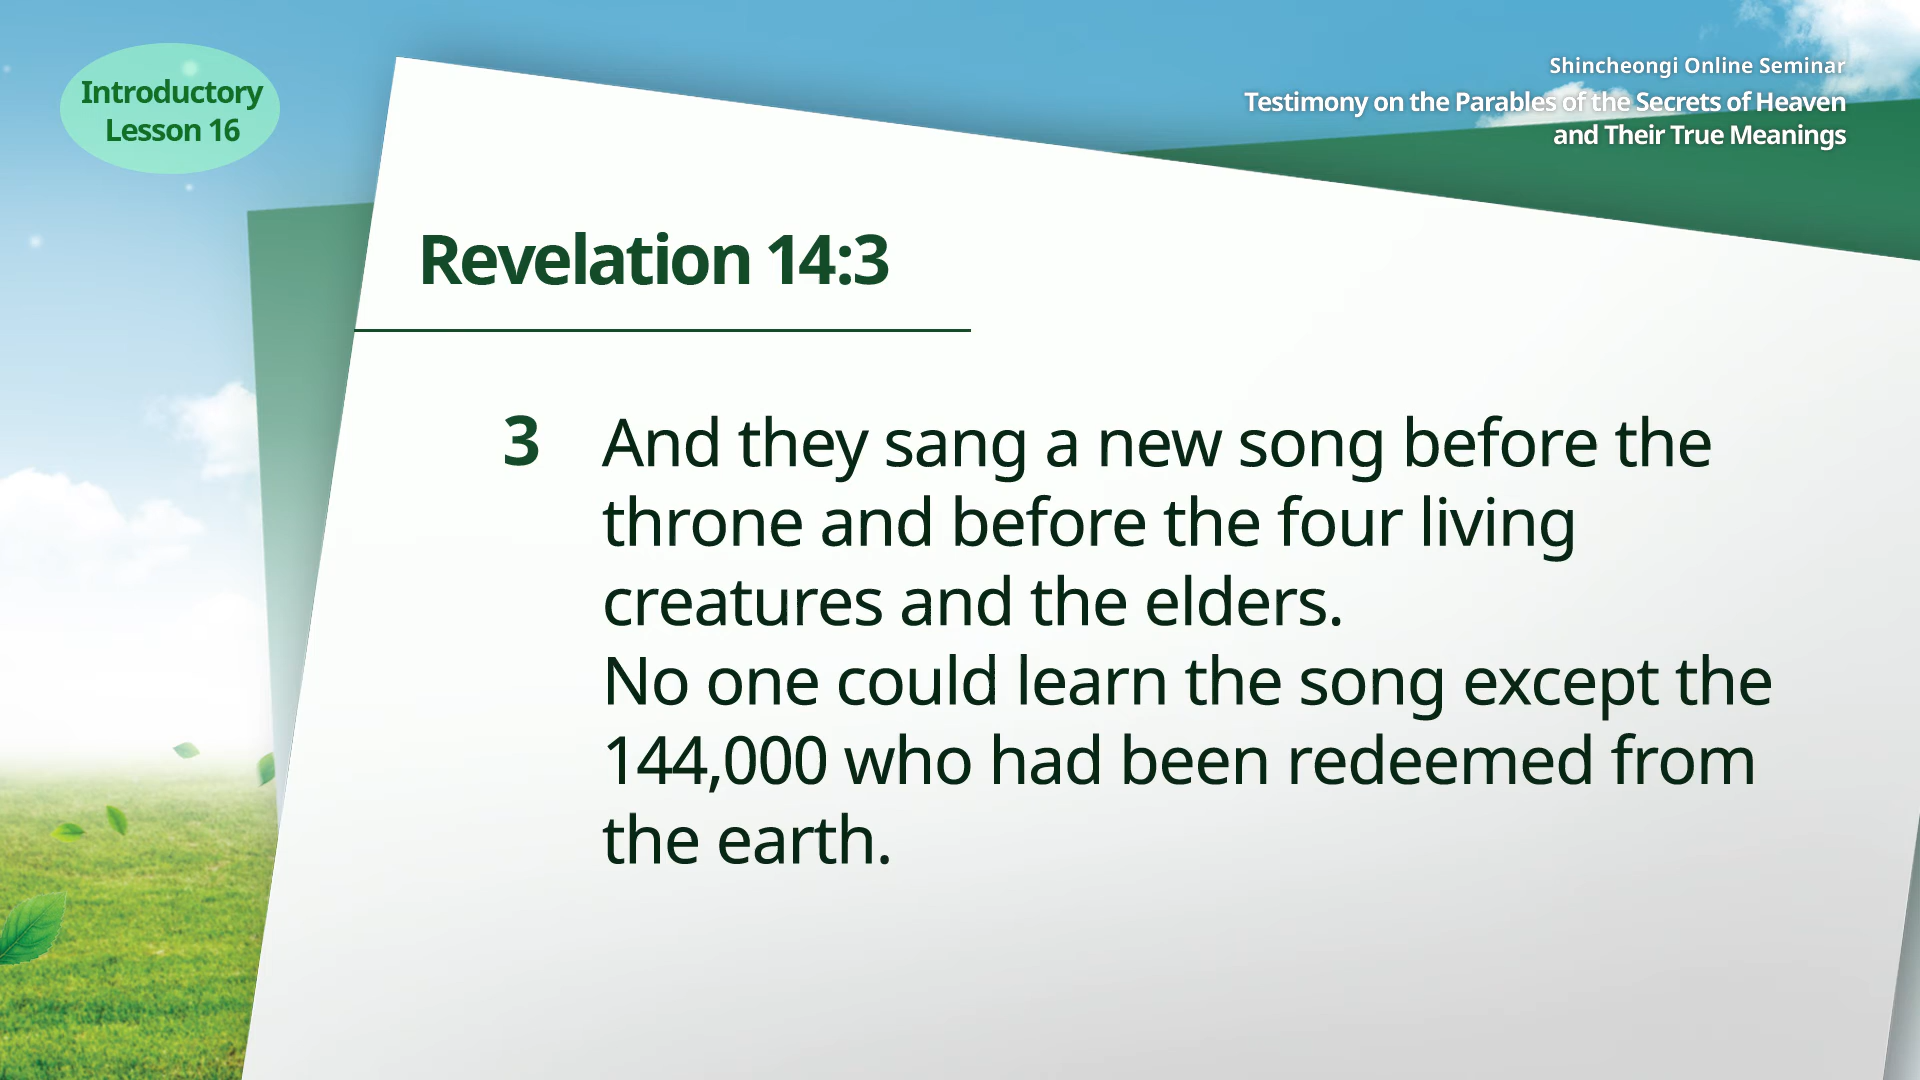 Introductory
Lesson 16
Shincheongi Online Seminar
Testimony on the Parables of the Secrets of Heaven
and Their True Meanings
Revelation 14:3
3 And they sang a new song before the
throne and before the four living
creatures and the elders.
No one could learn the song except the
144,000 who had been redeemed from
the earth.